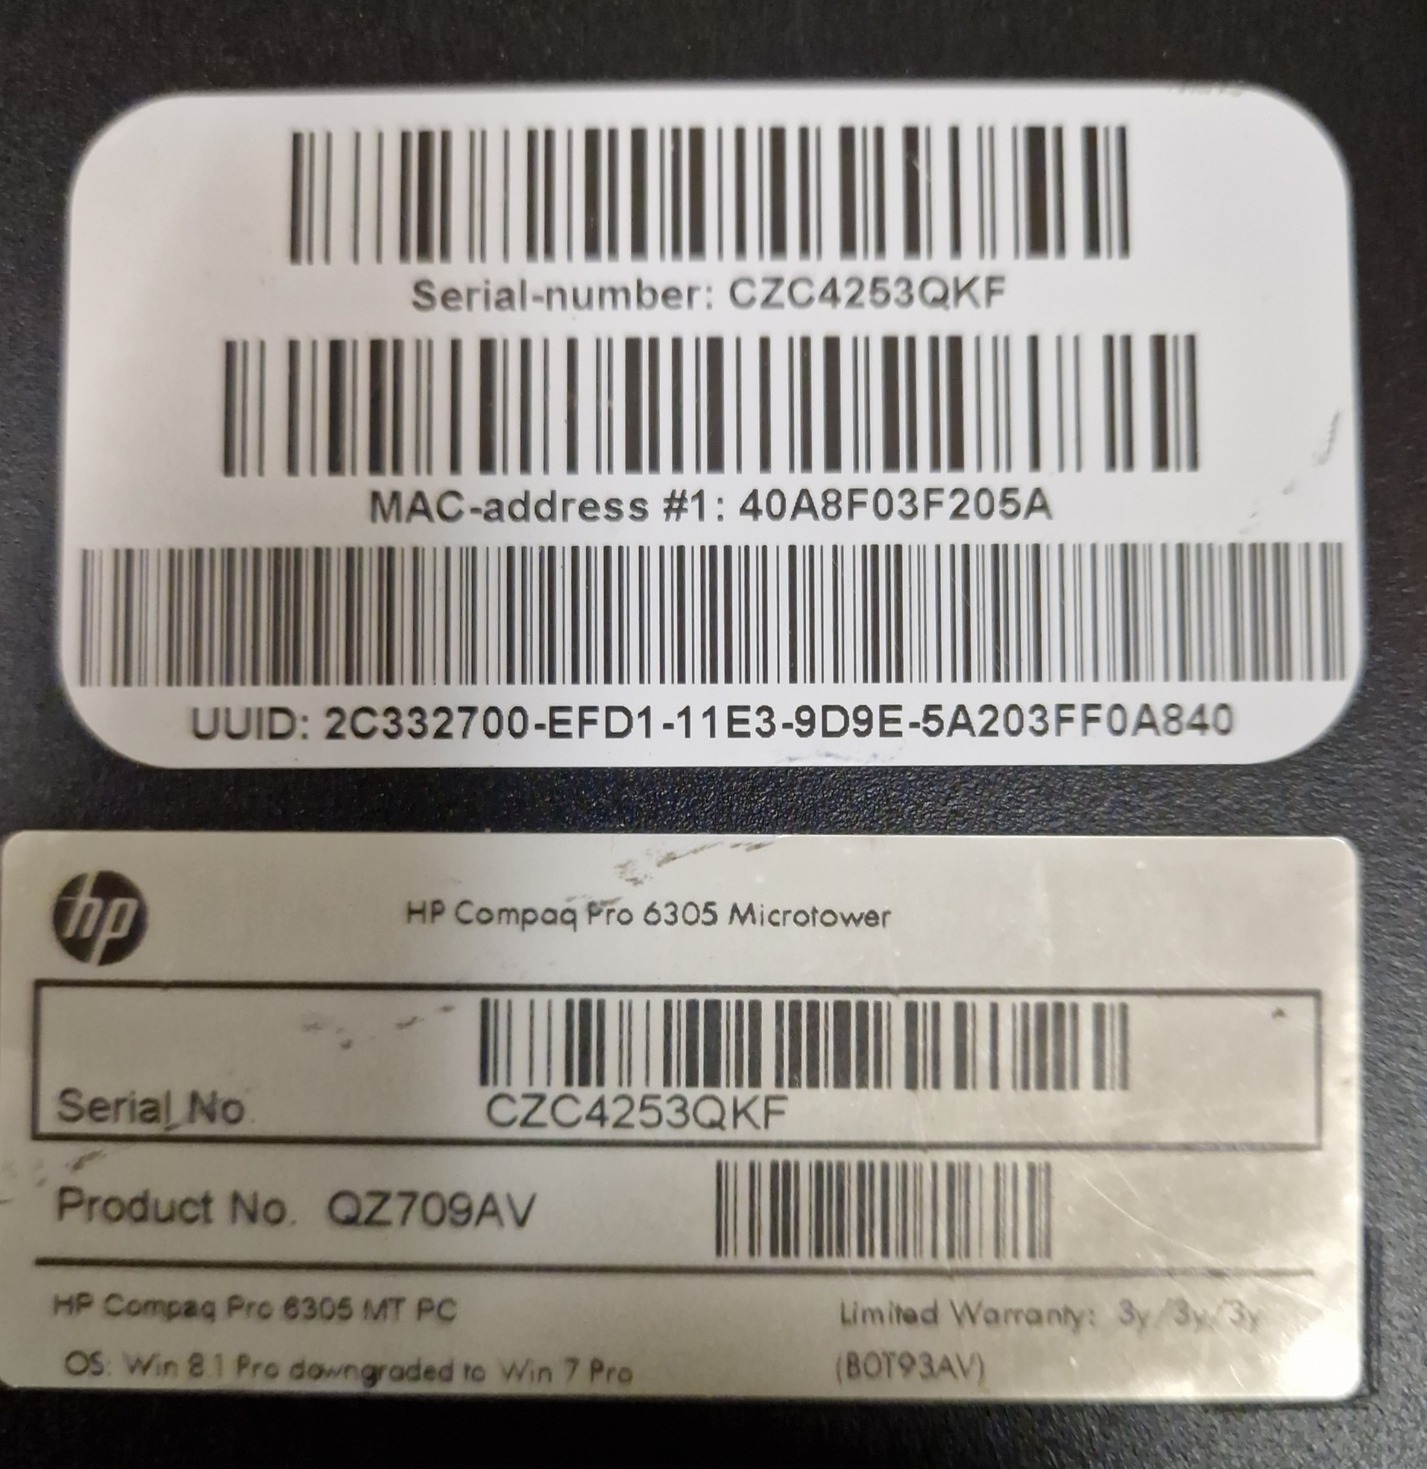 Serial-number: CZC4253QKF
MAC-address #1: 40A8F03F205A
UUID: 2C332700-EFD1-11E3-9D9E-5A203FF0A840
hp
HP Compaq Pro 6305 Microtower
Serial No
CZC4253QKF
Product No. QZ709AV
HP Compaq Pro 6305 MT PC
Limited Warranty: 3y/3y/3y
OS: Win 8.1 Pro downgraded to Win 7 Pro
(BOT93AV)